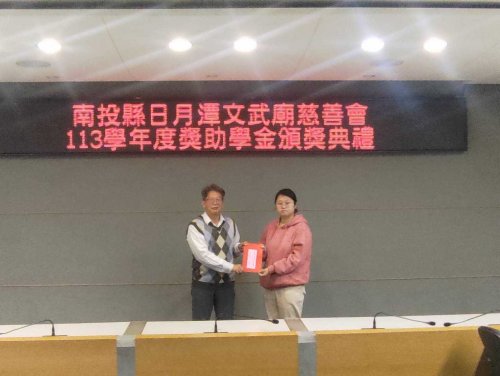 南投縣日月潭文武廟慈善會
113學年度獎助學金頒獎典禮